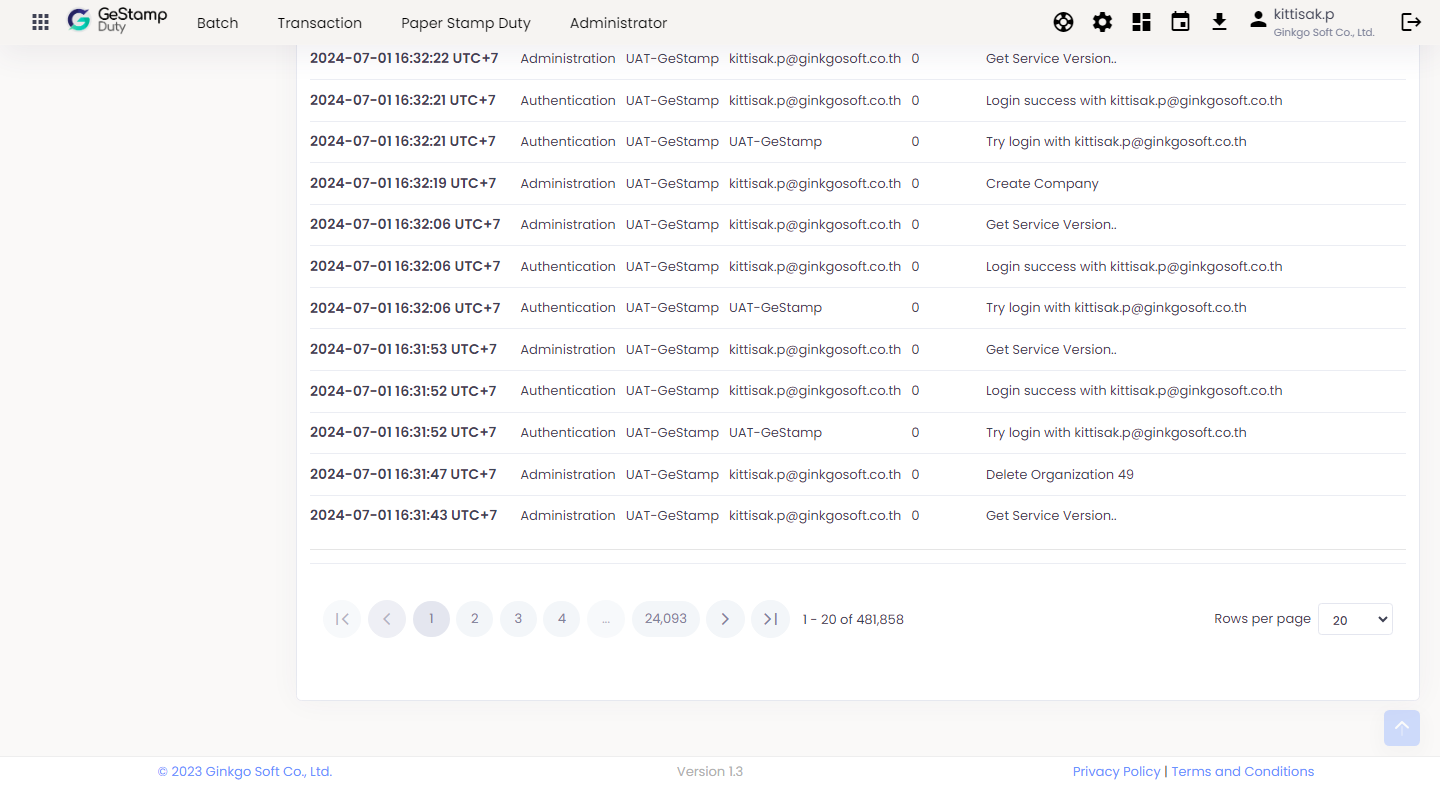 GeStamp
Duty
Batch Transaction Paper Stamp Duty Administrator
kittisak.p
Ginkgo Soft Co., Ltd.
2024-07-01 16:32:22 UTC+7 Administration UAT-GeStamp kittisak.p@ginkgosoft.co.th 0 Get Service Version..
2024-07-01 16:32:21 UTC+7 Authentication UAT-GeStamp kittisak.p@ginkgosoft.co.th 0 Login success with kittisak.p@ginkgosoft.co.th
2024-07-01 16:32:21 UTC+7 Authentication UAT-GeStamp UAT-GeStamp 0 Try login with kittisak.p@ginkgosoft.co.th
2024-07-01 16:32:19 UTC+7 Administration UAT-GeStamp kittisak.p@ginkgosoft.co.th 0 Create Company
2024-07-01 16:32:06 UTC+7 Administration UAT-GeStamp kittisak.p@ginkgosoft.co.th 0 Get Service Version..
2024-07-01 16:32:06 UTC+7 Authentication UAT-GeStamp kittisak.p@ginkgosoft.co.th 0 Login success with kittisak.p@ginkgosoft.co.th
2024-07-01 16:32:06 UTC+7 Authentication UAT-GeStamp UAT-GeStamp 0 Try login with kittisak.p@ginkgosoft.co.th
2024-07-01 16:31:53 UTC+7 Administration UAT-GeStamp kittisak.p@ginkgosoft.co.th 0 Get Service Version..
2024-07-01 16:31:52 UTC+7 Authentication UAT-GeStamp kittisak.p@ginkgosoft.co.th 0 Login success with kittisak.p@ginkgosoft.co.th
2024-07-01 16:31:52 UTC+7 Authentication UAT-GeStamp UAT-GeStamp 0 Try login with kittisak.p@ginkgosoft.co.th
2024-07-01 16:31:47 UTC+7 Administration UAT-GeStamp kittisak.p@ginkgosoft.co.th 0 Delete Organization 49
2024-07-01 16:31:43 UTC+7 Administration UAT-GeStamp kittisak.p@ginkgosoft.co.th 0 Get Service Version..
1 2 3 4 ... 24,093 1 - 20 of 481,858 Rows per page 20
© 2023 Ginkgo Soft Co., Ltd. Version 1.3 Privacy Policy | Terms and Conditions